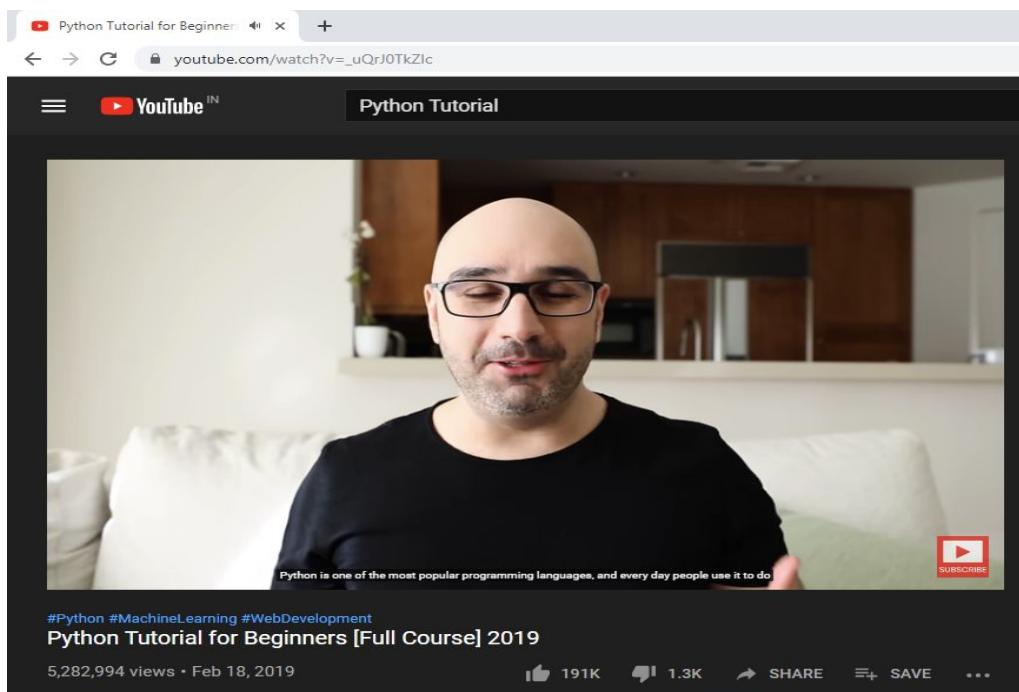 Python Tutorial for Beginner
youtube.com/watch?v=_uQrJ0TkZIc
YouTube IN
Python Tutorial
Python is one of the most popular programming languages, and every day people use it to do
SUBSCRIBE
#Python #MachineLearning #WebDevelopment
Python Tutorial for Beginners [Full Course] 2019
5,282,994 views • Feb 18, 2019
191K 1.3K SHARE SAVE